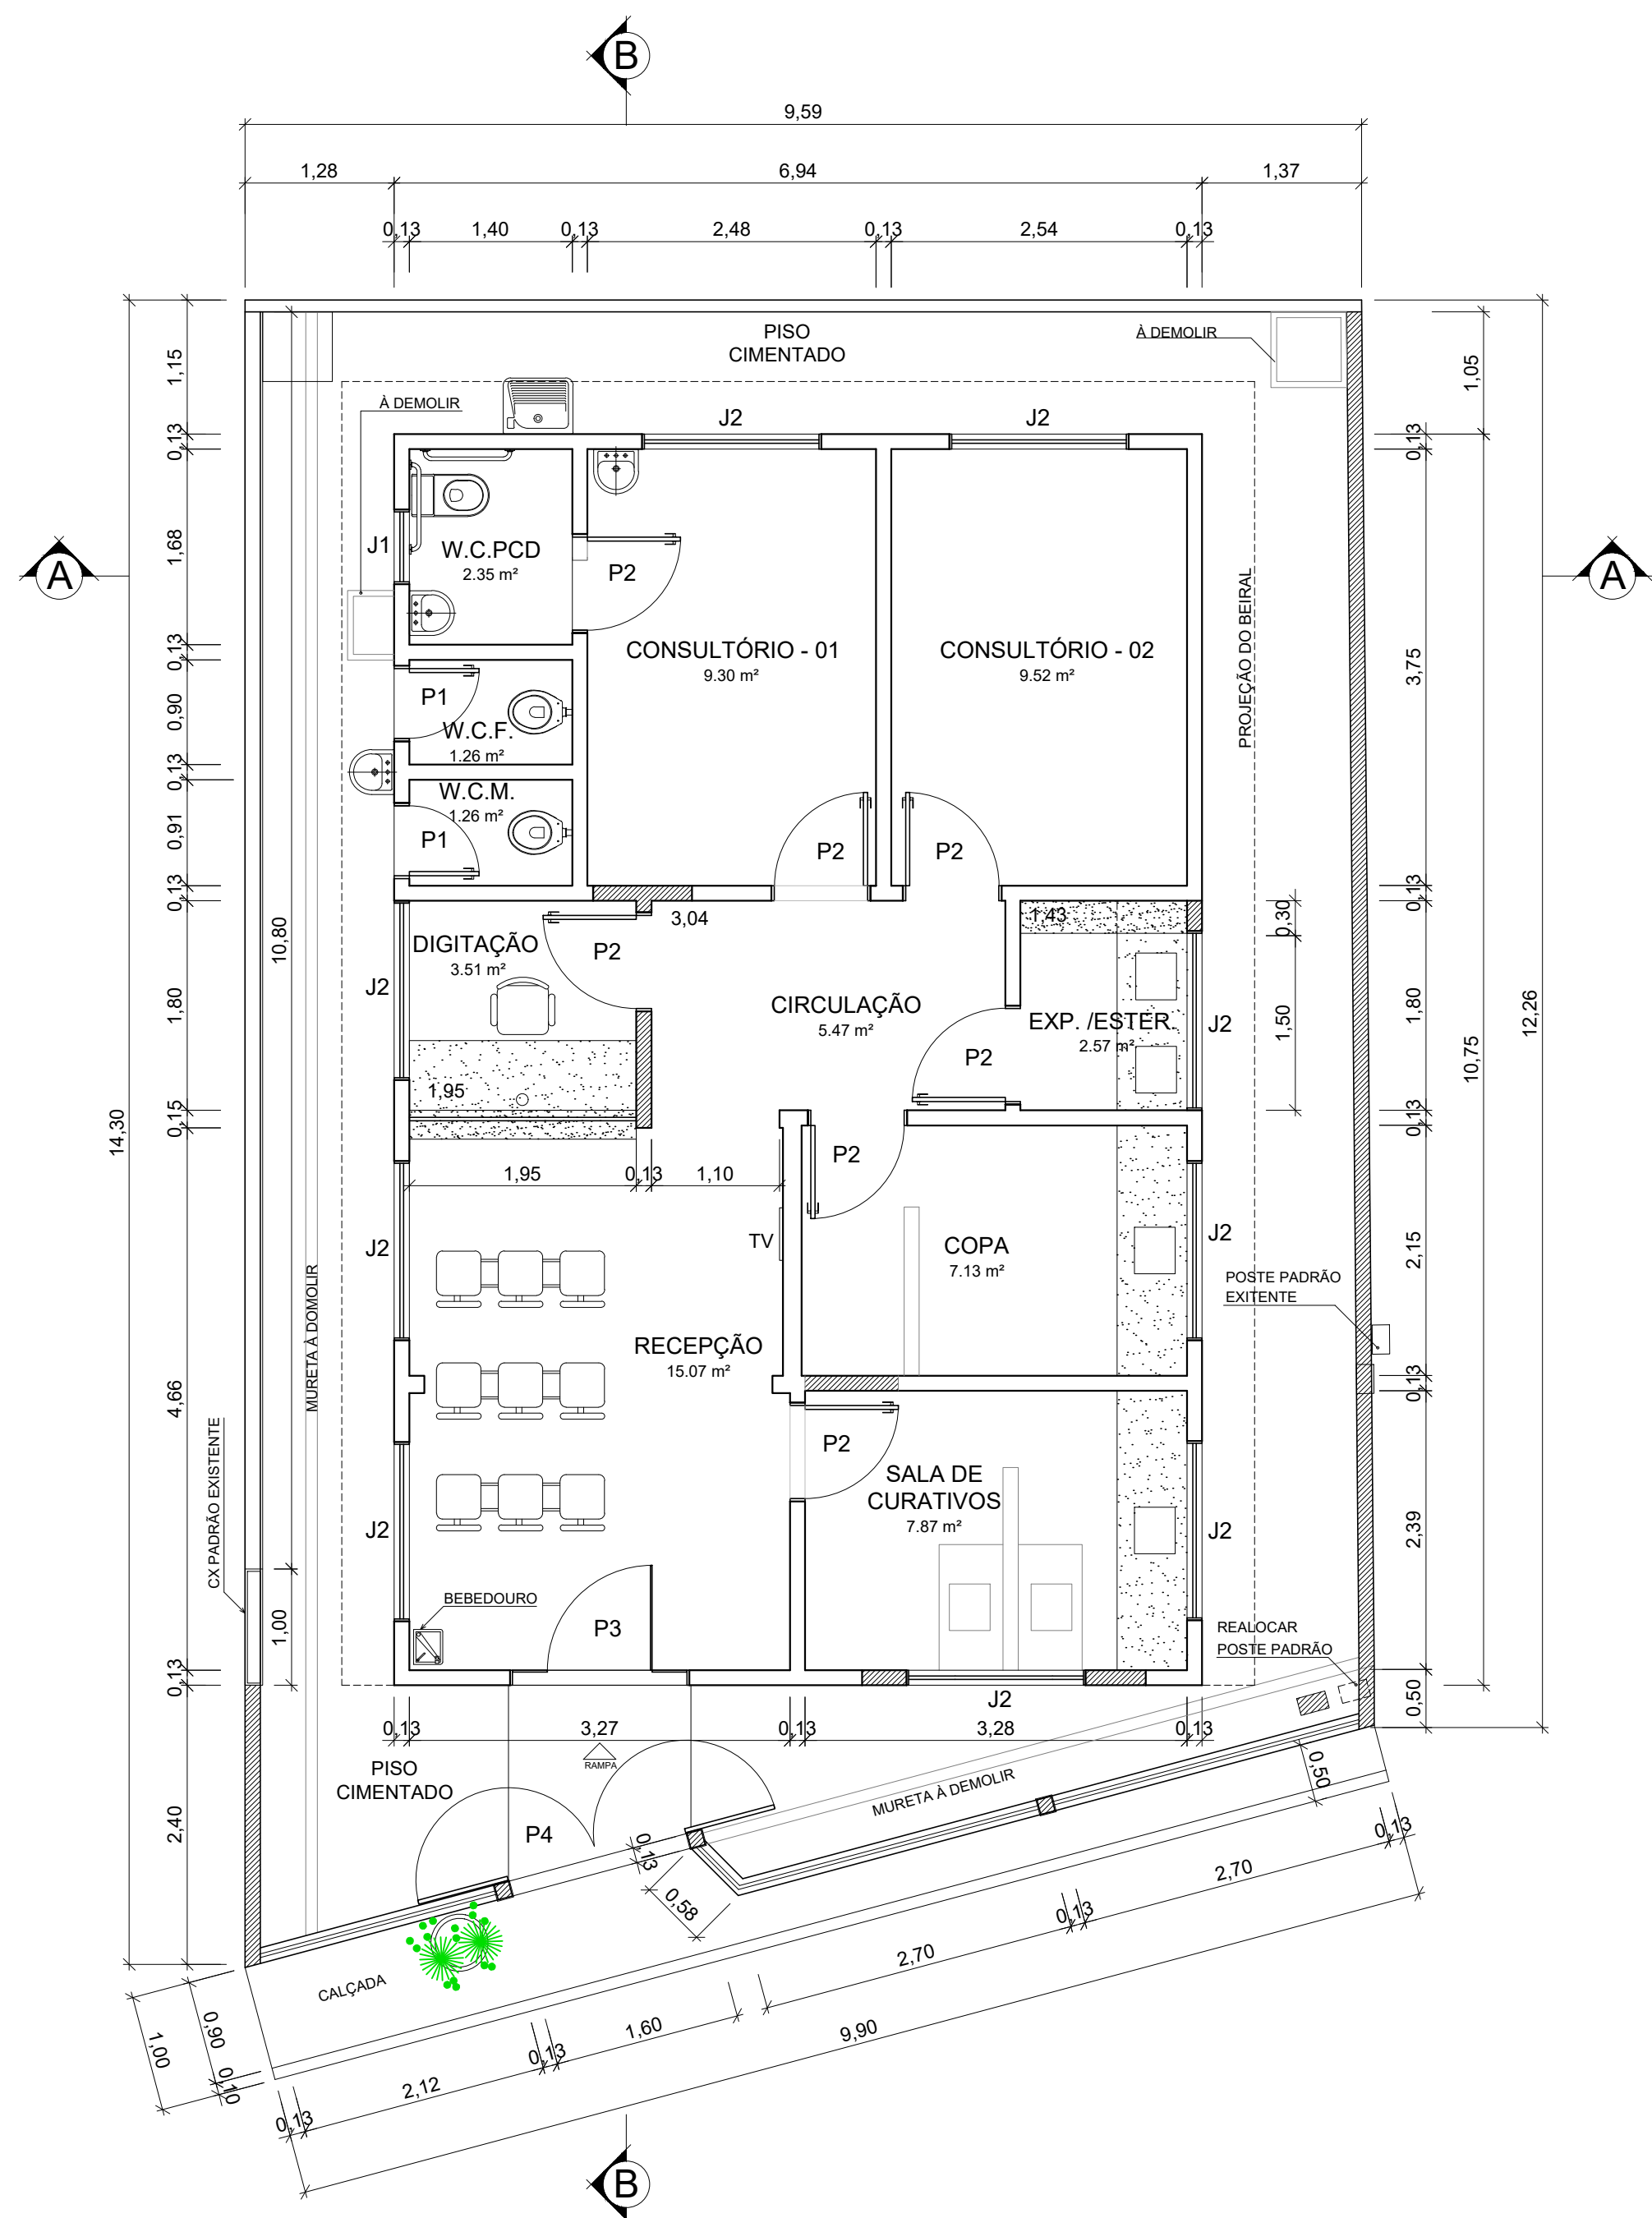 B
9,59
1,28
6,94
1,37
0,13
1,40
0,13
2,48
0,13
2,54
0,13
PISO
CIMENTADO
À DEMOLIR
À DEMOLIR
1,15
0,13
1,68
0,13
0,90
0,13
0,91
0,13
1,80
0,15
4,66
0,13
2,40
14,30
10,80
1,00
1,05
0,13
3,75
0,13
1,80
0,13
2,15
0,13
2,39
0,50
10,75
12,26
0,30
1,50
A
A
J2
J2
J1
W.C.PCD
2.35 m²
P2
CONSULTÓRIO - 01
9.30 m²
CONSULTÓRIO - 02
9.52 m²
PROJEÇÃO DO BEIRAL
P1
W.C.F.
1.26 m²
W.C.M.
1.26 m²
P1
P2
P2
3,04
1,43
DIGITAÇÃO
3.51 m²
P2
J2
CIRCULAÇÃO
5.47 m²
EXP. /ESTER.
2.57 m²
J2
P2
1,95
P2
1,95
0,13
1,10
TV
J2
COPA
7.13 m²
J2
POSTE PADRÃO
EXITENTE
MURETA À DOMOLIR
RECEPÇÃO
15.07 m²
CX PADRÃO EXISTENTE
P2
SALA DE
CURATIVOS
7.87 m²
J2
J2
BEBEDOURO
P3
REALOCAR
POSTE PADRÃO
J2
0,13
3,27
0,13
3,28
0,13
RAMPA
PISO
CIMENTADO
MURETA À DEMOLIR
0,50
P4
0,13
0,58
0,13
2,70
0,13
2,70
CALÇADA
1,60
9,90
0,13
2,12
0,13
0,90
1,00
0,10
B